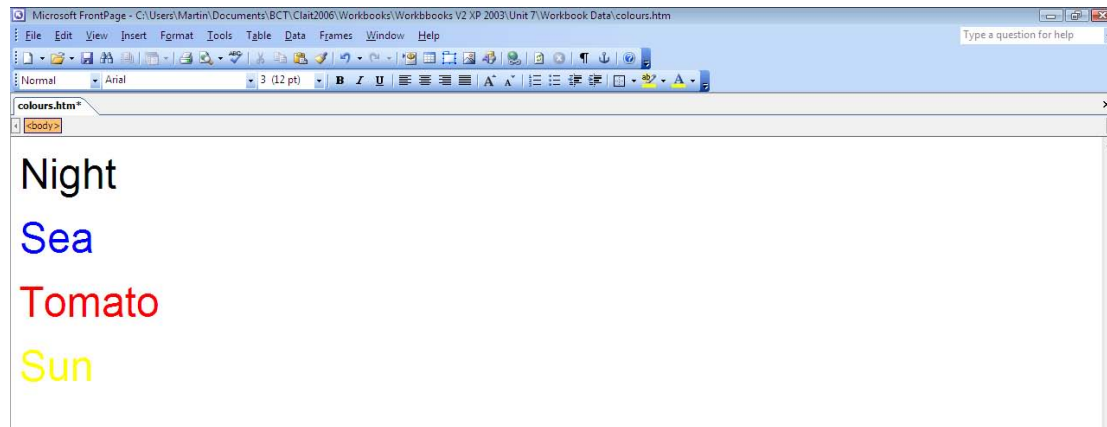 Microsoft FrontPage - C:\Users\Martin\Documents\BCT\Clait2006\Workbooks\Workbbooks V2 XP 2003\Unit 7\Workbook Data\colours.htm
File Edit View Insert Format Tools Table Data Frames Window Help Type a question for help
Normal Arial 3 (12 pt) B I U A A A
colours.htm*
<body>
Night
Sea
Tomato
Sun